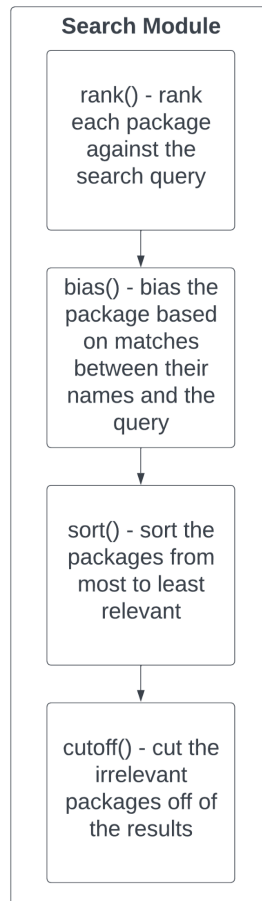 Search Module
rank() - rank
each package
against the
search query
bias() - bias the
package based
on matches
between their
names and the
query
sort() - sort the
packages from
most to least
relevant
cutoff() - cut the
irrelevant
packages off of
the results